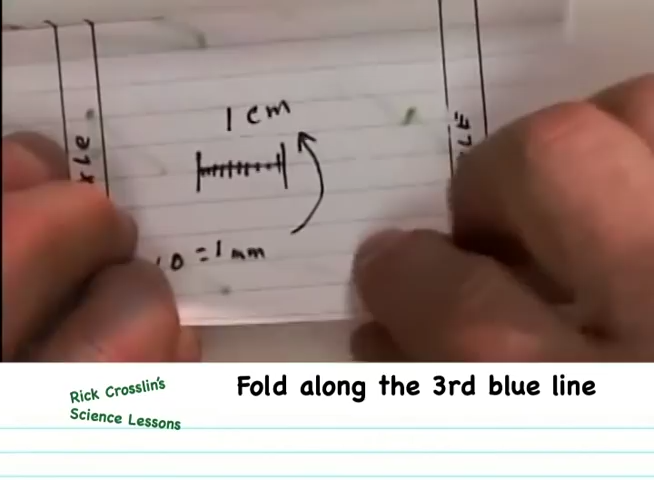 1 cm
10 = 1 mm
Rick Crosslin's
Science Lessons
Fold along the 3rd blue line